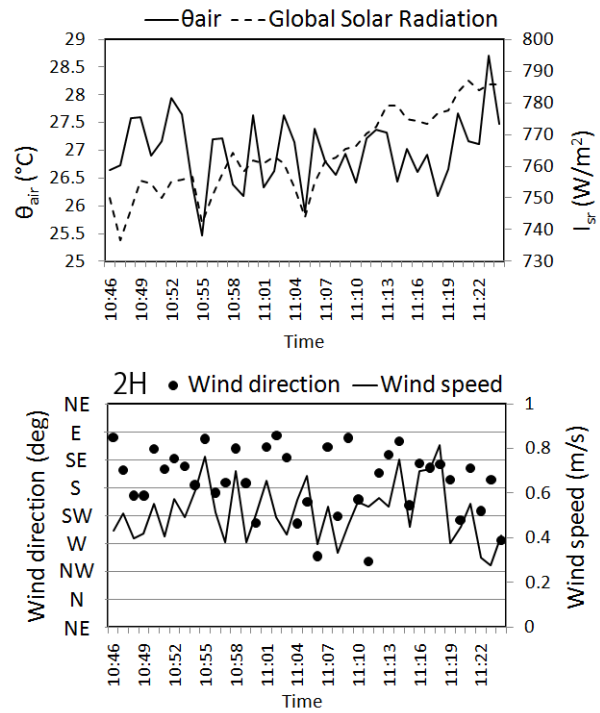 θair Global Solar Radiation
29
28.5
28
27.5
27
26.5
26
25.5
25
θair (°C)
800
790
780
770
760
750
740
730
Isr (W/m²)
10:46
10:49
10:52
10:55
10:58
11:01
11:04
11:07
11:10
11:13
11:16
11:19
11:22
Time
2H Wind direction Wind speed
NE
E
SE
S
SW
W
NW
N
NE
Wind direction (deg)
1
0.8
0.6
0.4
0.2
0
Wind speed (m/s)
10:46
10:49
10:52
10:55
10:58
11:01
11:04
11:07
11:10
11:13
11:16
11:19
11:22
Time